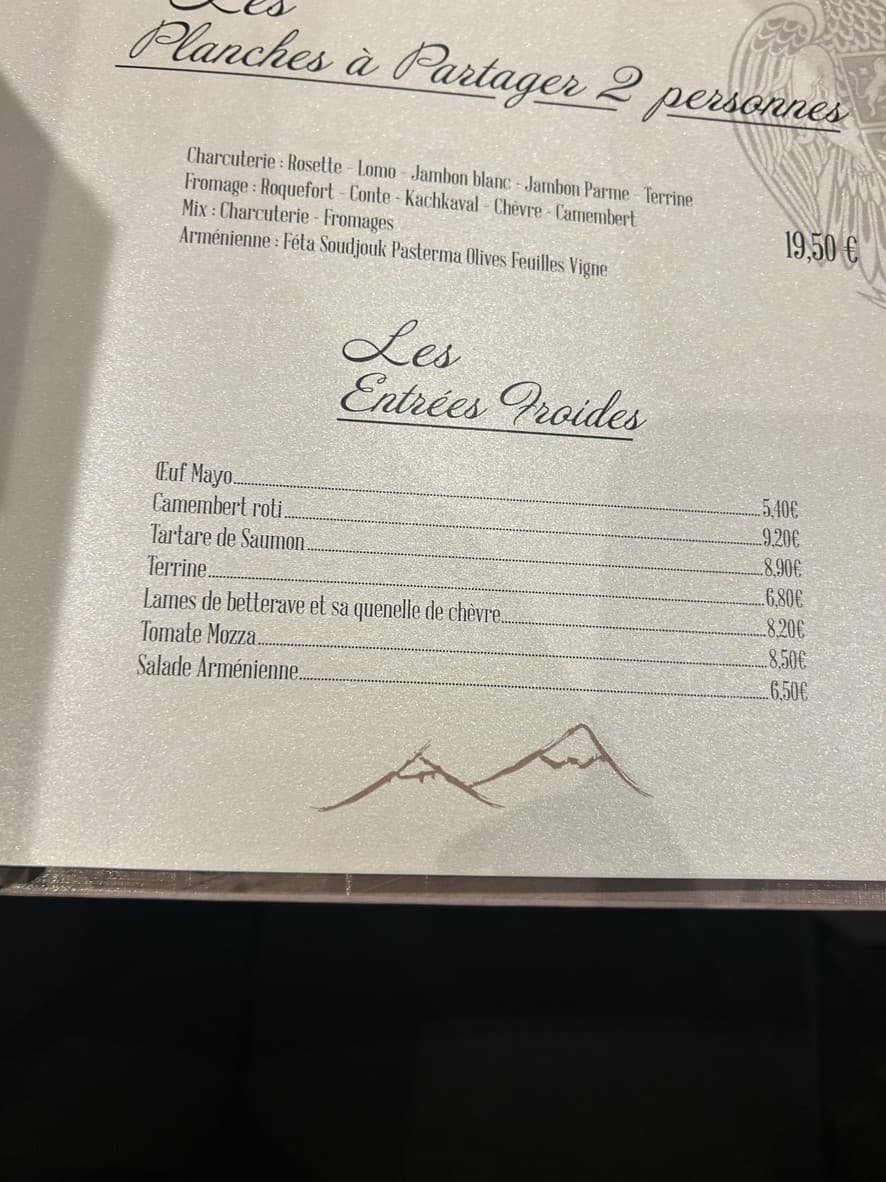 Les
Planches à Partager 2 personnes
Charcuterie : Rosette - Lomo - Jambon blanc - Jambon Parme - Terrine
Fromage : Roquefort - Conte - Kachkaval - Chèvre - Camembert
Mix : Charcuterie - Fromages
Arménienne : Féta Soudjouk Pasterma Olives Feuilles Vigne
19,50 €
Les
Entrées Froides
Œuf Mayo 5,40€
Camembert roti 9,20€
Tartare de Saumon 8,90€
Terrine 6,80€
Lames de betterave et sa quenelle de chèvre 8,20€
Tomate Mozza 8,50€
Salade Arménienne 6,50€